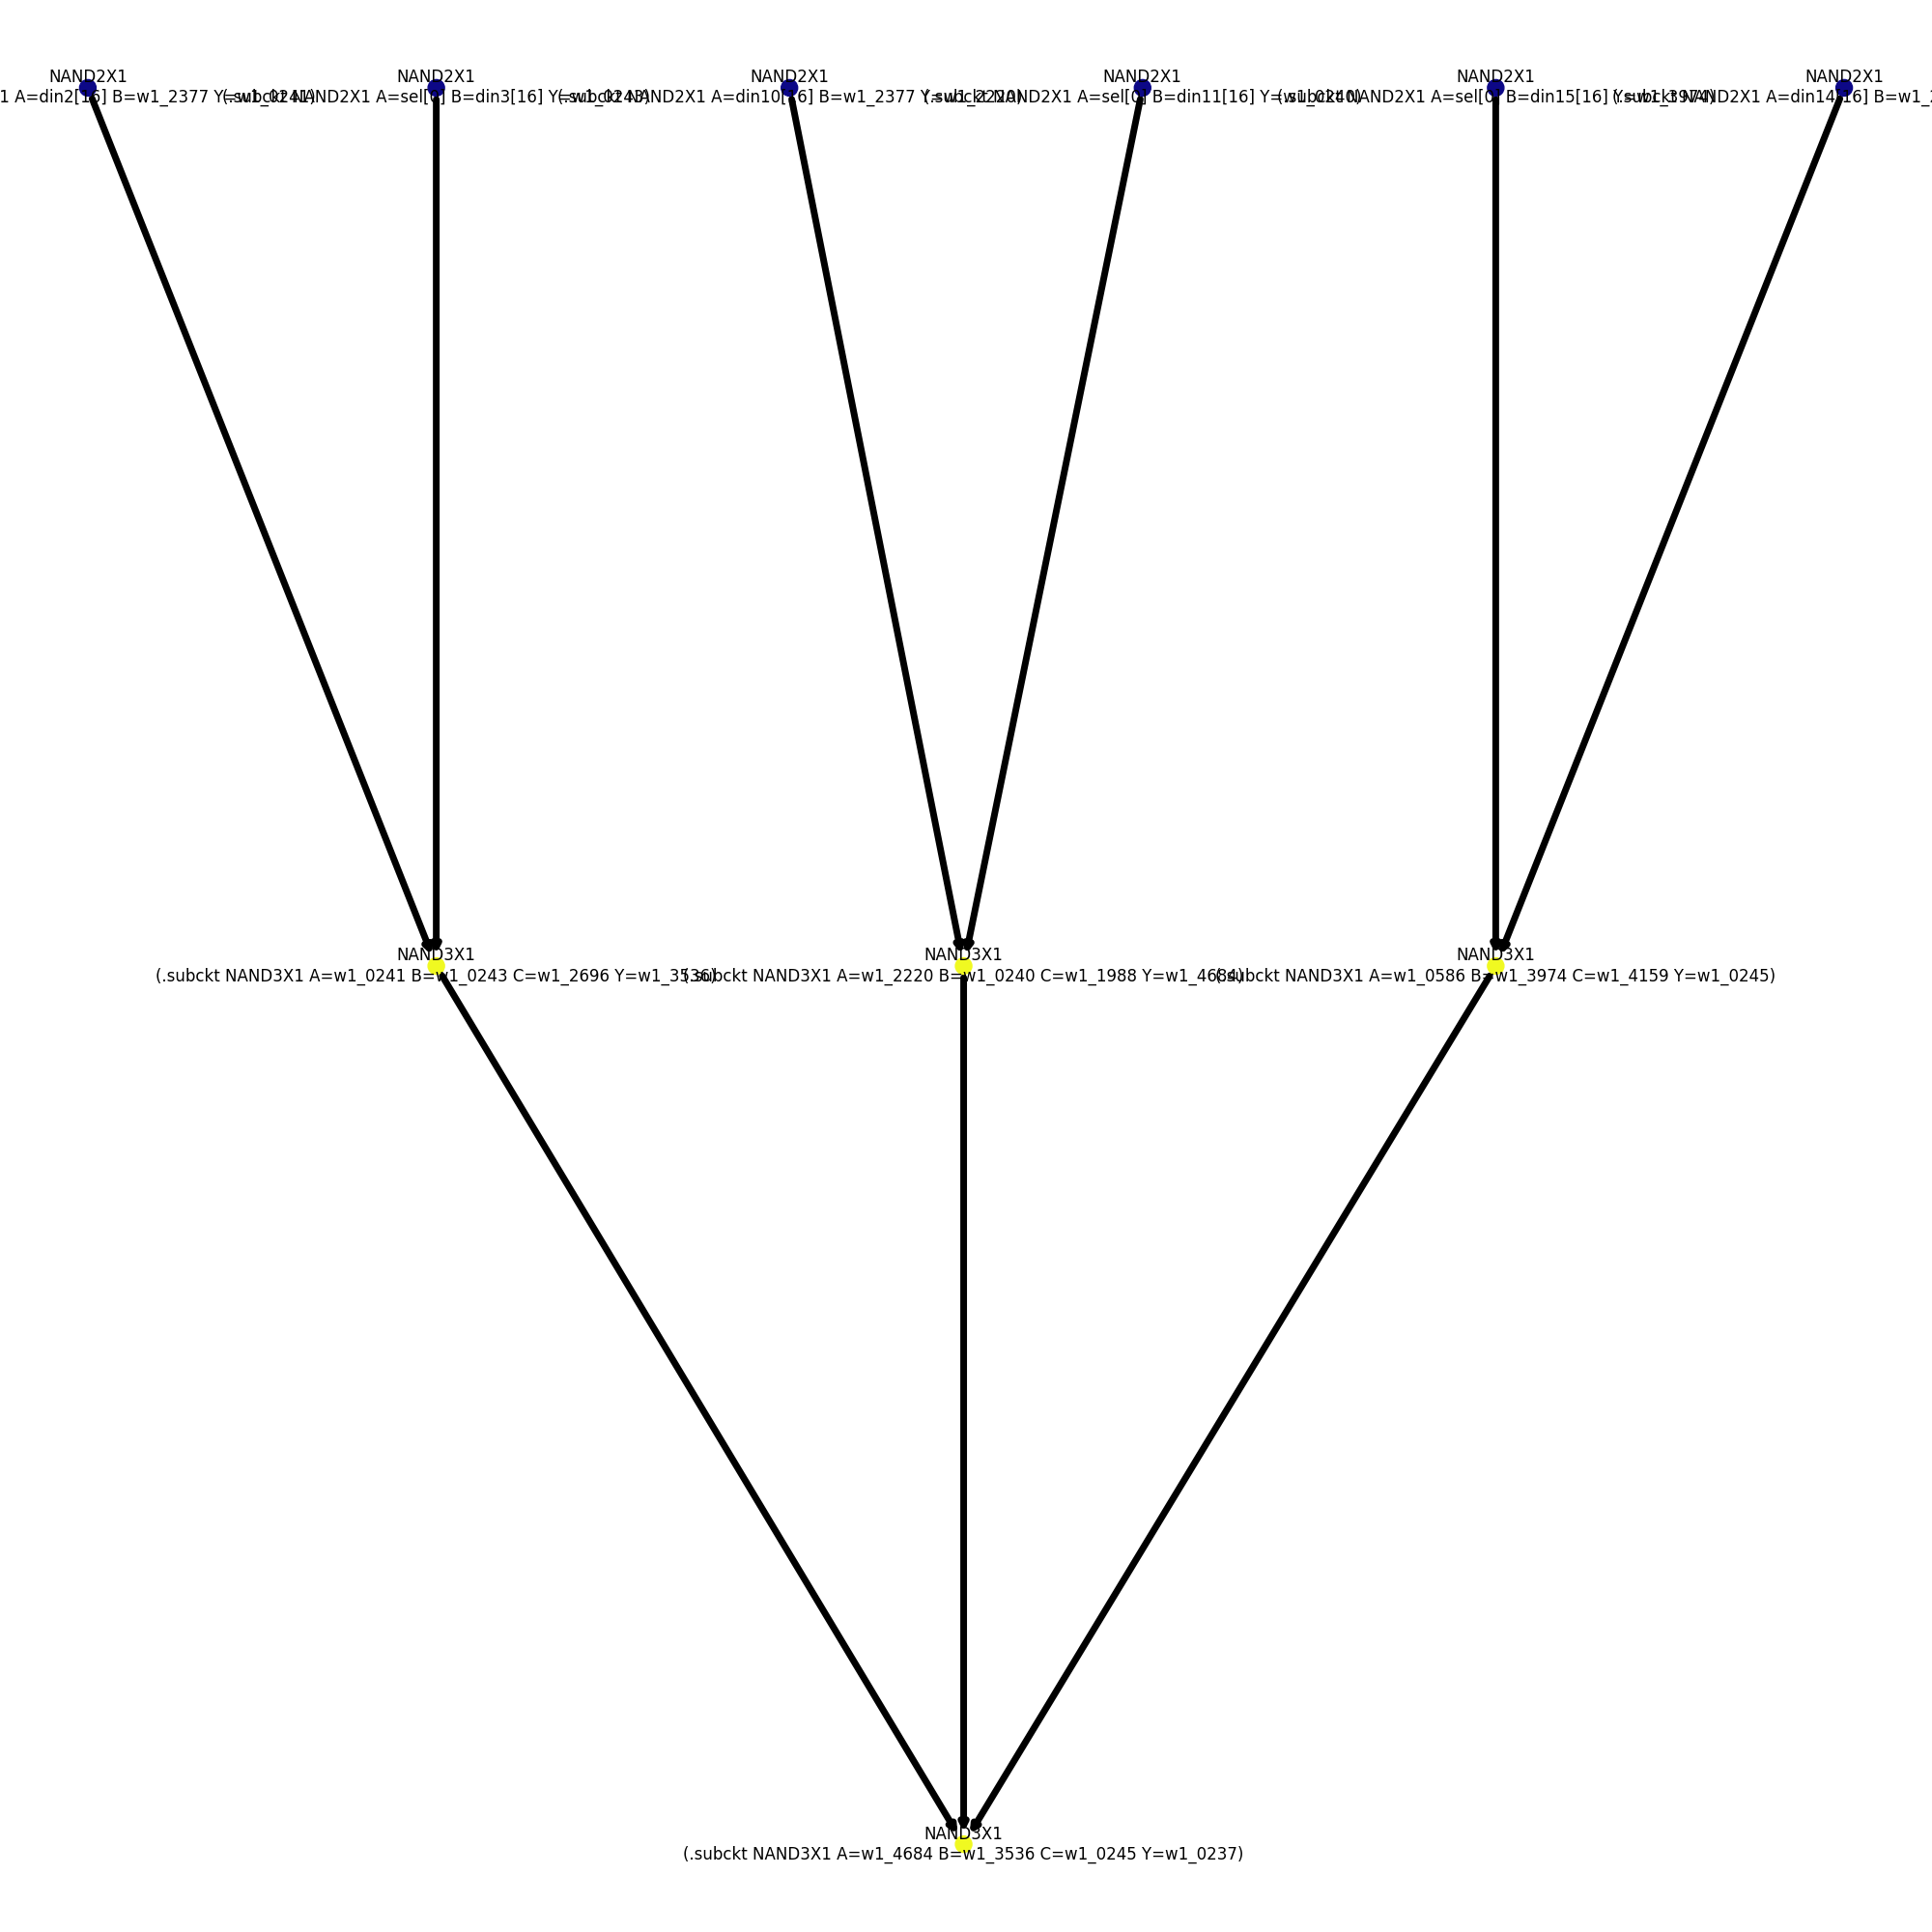 NAND2X1 NAND2X1 NAND2X1 NAND2X1 NAND2X1 NAND2X1
1 A=din2[16] B=w1_2377 Y=w1_0241) (.subckt NAND2X1 A=sel[0] B=din3[16] Y=w1_0243) (.subckt NAND2X1 A=din10[16] B=w1_2377 Y=w1_2220) (.subckt NAND2X1 A=sel[0] B=din11[16] Y=w1_0240) (.subckt NAND2X1 A=sel[0] B=din15[16] Y=w1_3974) (.subckt NAND2X1 A=din14[16]
NAND3X1 NAND3X1 NAND3X1
(.subckt NAND3X1 A=w1_0241 B=w1_0243 C=w1_2696 Y=w1_3536) (.subckt NAND3X1 A=w1_2220 B=w1_0240 C=w1_1988 Y=w1_4684) (.subckt NAND3X1 A=w1_0586 B=w1_3974 C=w1_4159 Y=w1_0245)
NAND3X1
(.subckt NAND3X1 A=w1_4684 B=w1_3536 C=w1_0245 Y=w1_0237)